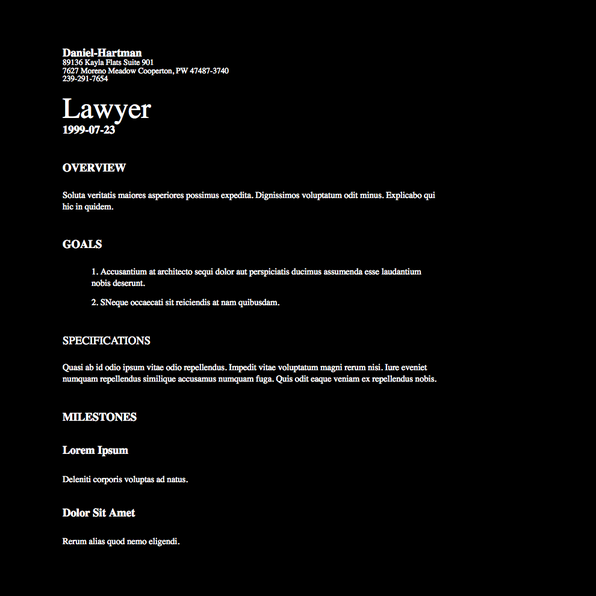 Daniel-Hartman
89136 Kayla Flats Suite 901
7627 Moreno Meadow Cooperton, PW 47487-3740
239-291-7654
Lawyer
1999-07-23
OVERVIEW
Soluta veritatis maiores asperiores possimus expedita. Dignissimos voluptatum odit minus. Explicabo qui
hic in quidem.
GOALS
1. Accusantium at architecto sequi dolor aut perspiciatis ducimus assumenda esse laudantium
nobis deserunt.
2. SNeque occaecati sit reiciendis at nam quibusdam.
SPECIFICATIONS
Quasi ab id odio ipsum vitae odio repellendus. Impedit vitae voluptatum magni rerum nisi. Iure eveniet
numquam repellendus similique accusamus numquam fuga. Quis odit eaque veniam ex repellendus nobis.
MILESTONES
Lorem Ipsum
Deleniti corporis voluptas ad natus.
Dolor Sit Amet
Rerum alias quod nemo eligendi.